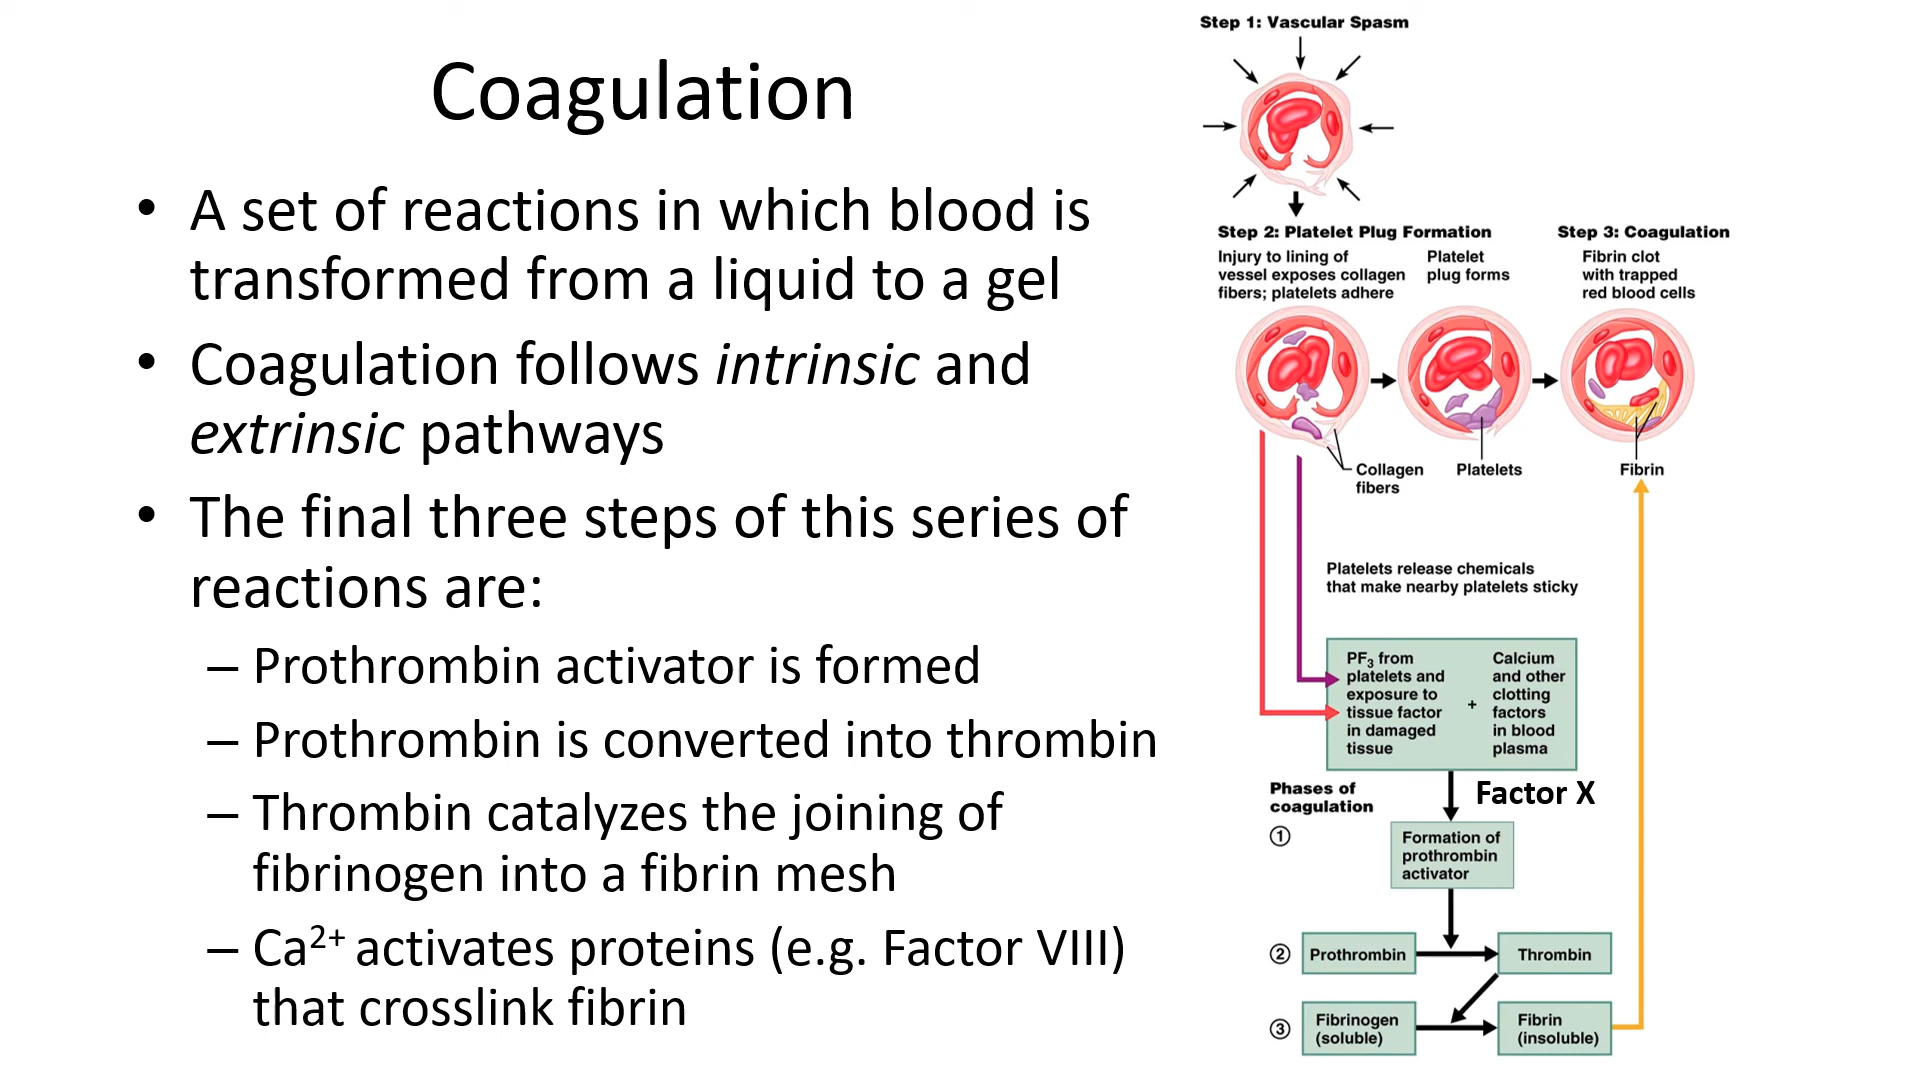 Coagulation
• A set of reactions in which blood is
transformed from a liquid to a gel
• Coagulation follows intrinsic and
extrinsic pathways
• The final three steps of this series of
reactions are:
– Prothrombin activator is formed
– Prothrombin is converted into thrombin
– Thrombin catalyzes the joining of
fibrinogen into a fibrin mesh
– Ca²⁺ activates proteins (e.g. Factor VIII)
that crosslink fibrin
Step 1: Vascular Spasm
Step 2: Platelet Plug Formation
Injury to lining of
vessel exposes collagen
fibers; platelets adhere
Platelet
plug forms
Step 3: Coagulation
Fibrin clot
with trapped
red blood cells
Collagen
fibers
Platelets
Fibrin
Platelets release chemicals
that make nearby platelets sticky
PF₃ from
platelets and
exposure to
tissue factor
in damaged
tissue
+
Calcium
and other
clotting
factors
in blood
plasma
Factor X
Phases of
coagulation
①
Formation of
prothrombin
activator
②
Prothrombin
Thrombin
③
Fibrinogen
(soluble)
Fibrin
(insoluble)